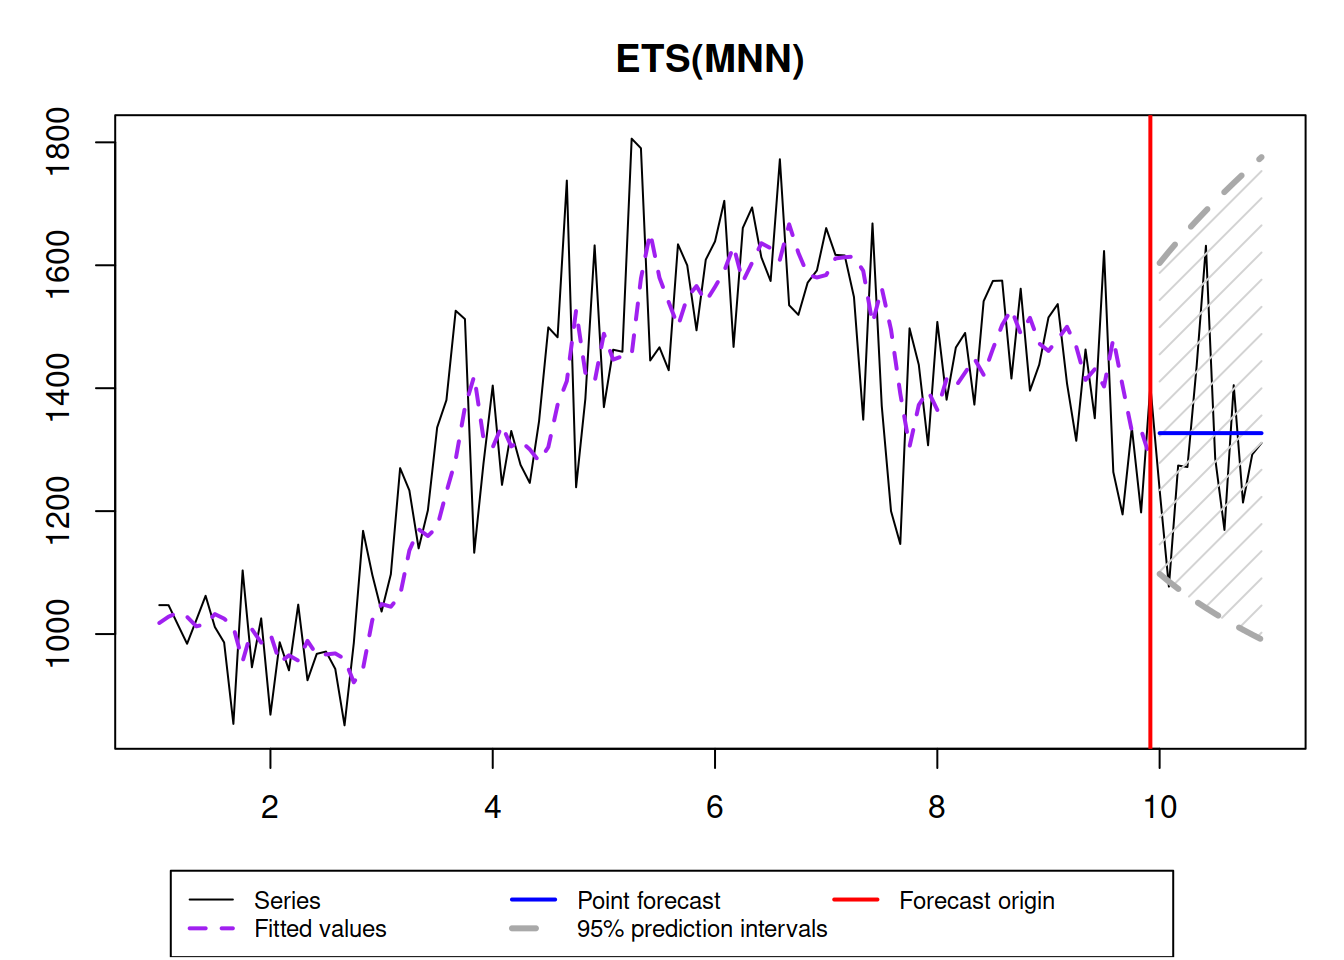 ETS(MNN)
1800
1600
1400
1200
1000
2 4 6 8 10
Series Point forecast Forecast origin
Fitted values 95% prediction intervals